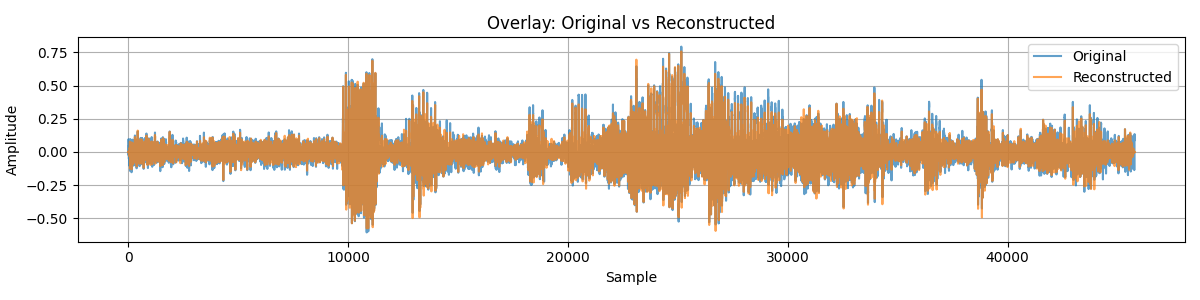 Overlay: Original vs Reconstructed
Original
Reconstructed
Amplitude
0.75
0.50
0.25
0.00
−0.25
−0.50
0
10000
20000
30000
40000
Sample